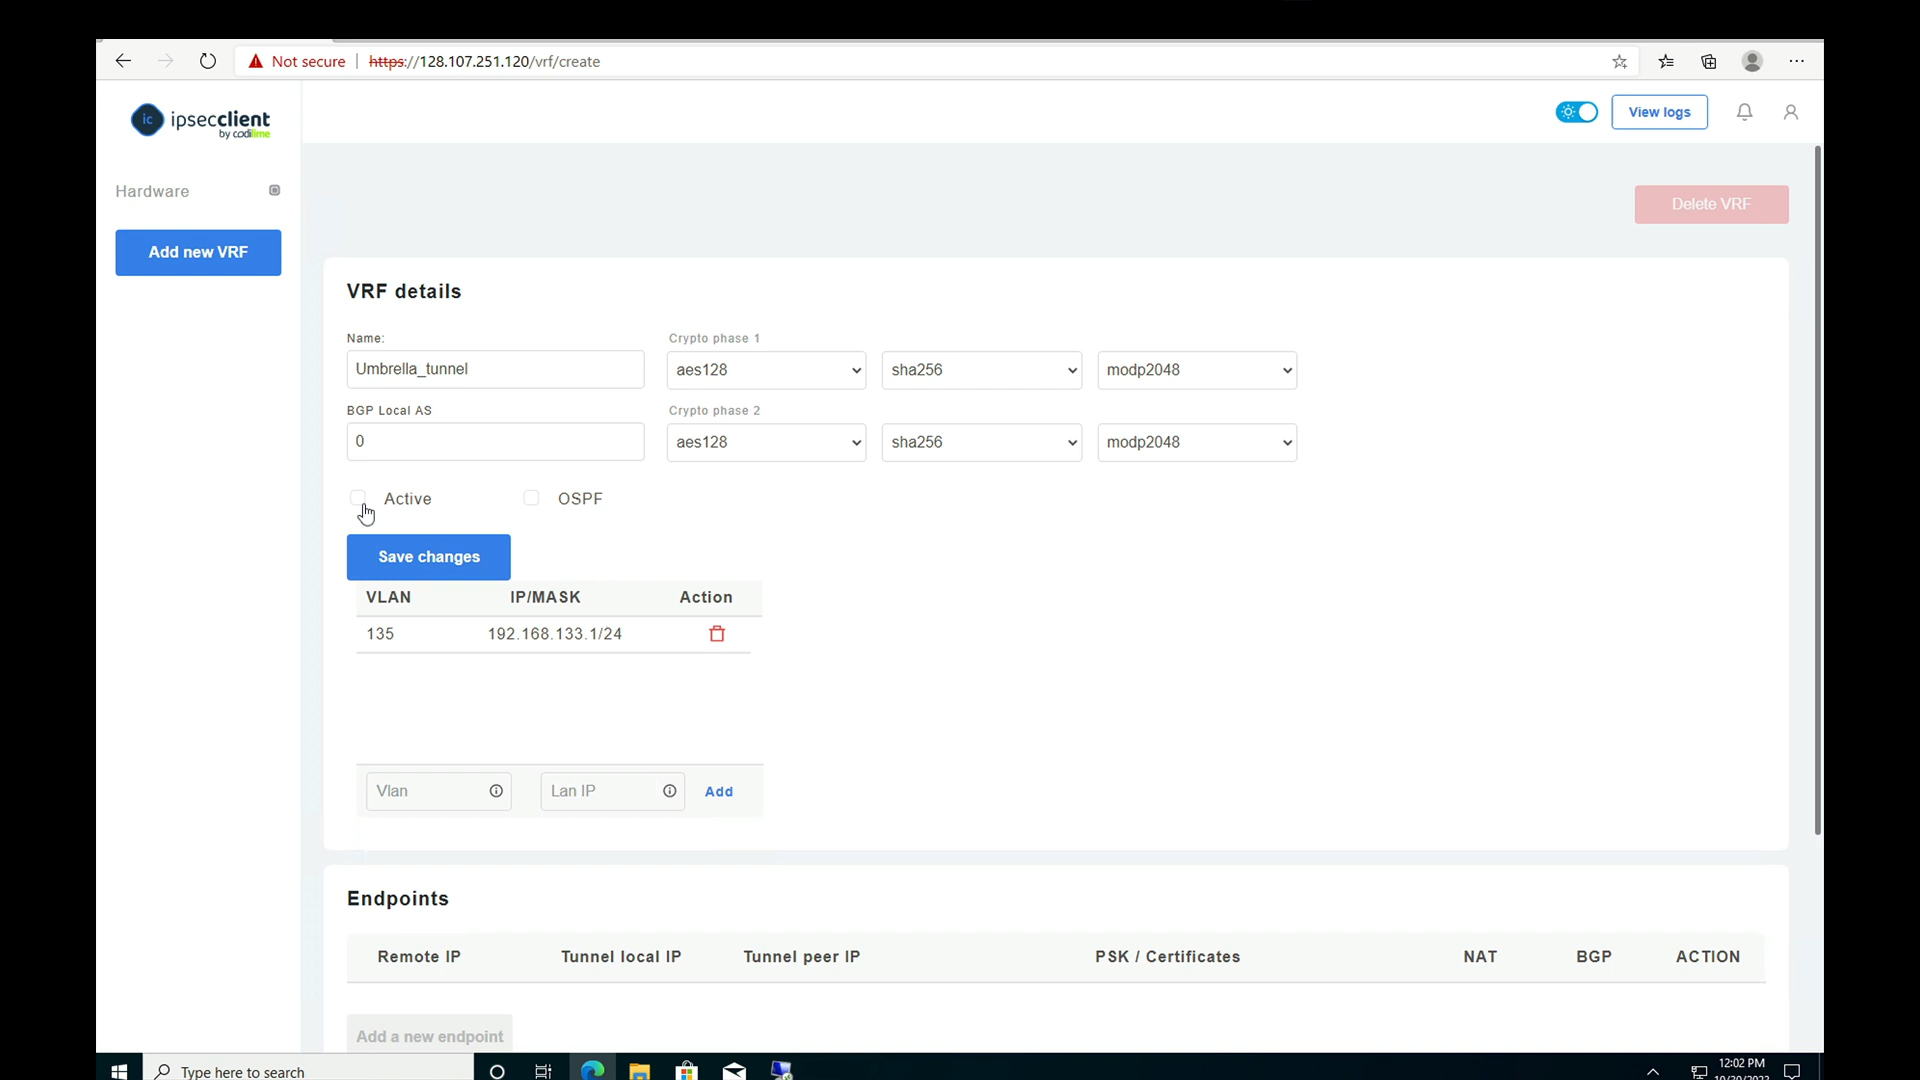 Not secure | https://128.107.251.120/vrf/create
ic ipsecclient
by codilime
View logs
Hardware
Delete VRF
Add new VRF
VRF details
Name: Crypto phase 1
Umbrella_tunnel aes128 sha256 modp2048
BGP Local AS Crypto phase 2
0 aes128 sha256 modp2048
Active OSPF
Save changes
VLAN IP/MASK Action
135 192.168.133.1/24
Vlan Lan IP Add
Endpoints
Remote IP Tunnel local IP Tunnel peer IP PSK / Certificates NAT BGP ACTION
Add a new endpoint
Type here to search
12:02 PM